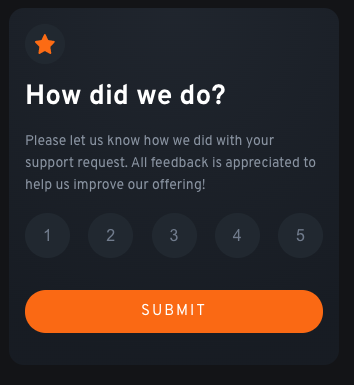 How did we do?
Please let us know how we did with your
support request. All feedback is appreciated to
help us improve our offering!
1 2 3 4 5
SUBMIT